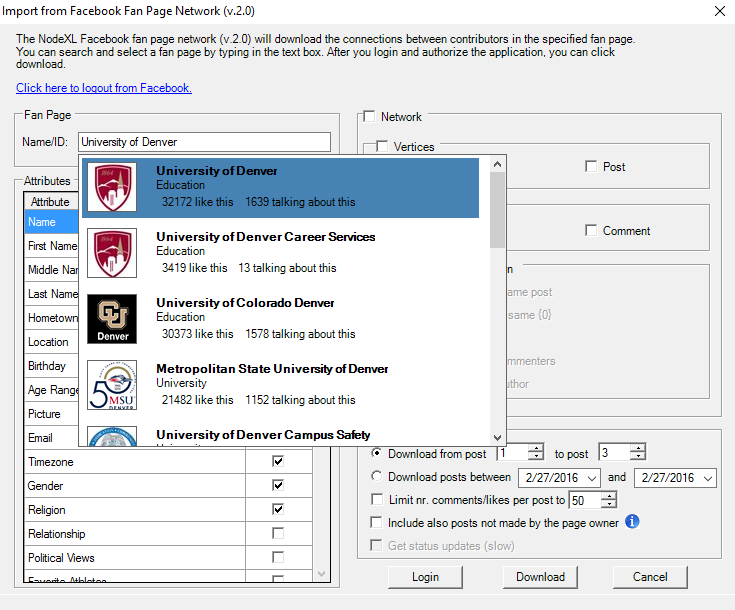 Import from Facebook Fan Page Network (v.2.0)
The NodeXL Facebook fan page network (v.2.0) will download the connections between contributors in the specified fan page.
You can search and select a fan page by typing in the text box. After you login and authorize the application, you can click
download.
Click here to logout from Facebook.
Fan Page
Name/ID: University of Denver
University of Denver
Education
32172 like this 1639 talking about this
University of Denver Career Services
Education
3419 like this 13 talking about this
University of Colorado Denver
Education
30373 like this 1578 talking about this
Metropolitan State University of Denver
University
21482 like this 1152 talking about this
University of Denver Campus Safety
1864
1864
CU
Denver
50
MSU
DENVER
Attributes
Attribute
Name
First Name
Middle Nar
Last Name
Hometown
Location
Birthday
Age Range
Picture
Email
Timezone
Gender
Religion
Relationship
Political Views
Favorite Athletes
Network
Vertices
Post
Comment
n
ame post
same {0}
mmenters
uthor
Download from post 1 to post 3
Download posts between 2/27/2016 and 2/27/2016
Limit nr. comments/likes per post to 50
Include also posts not made by the page owner i
Get status updates (slow)
Login Download Cancel